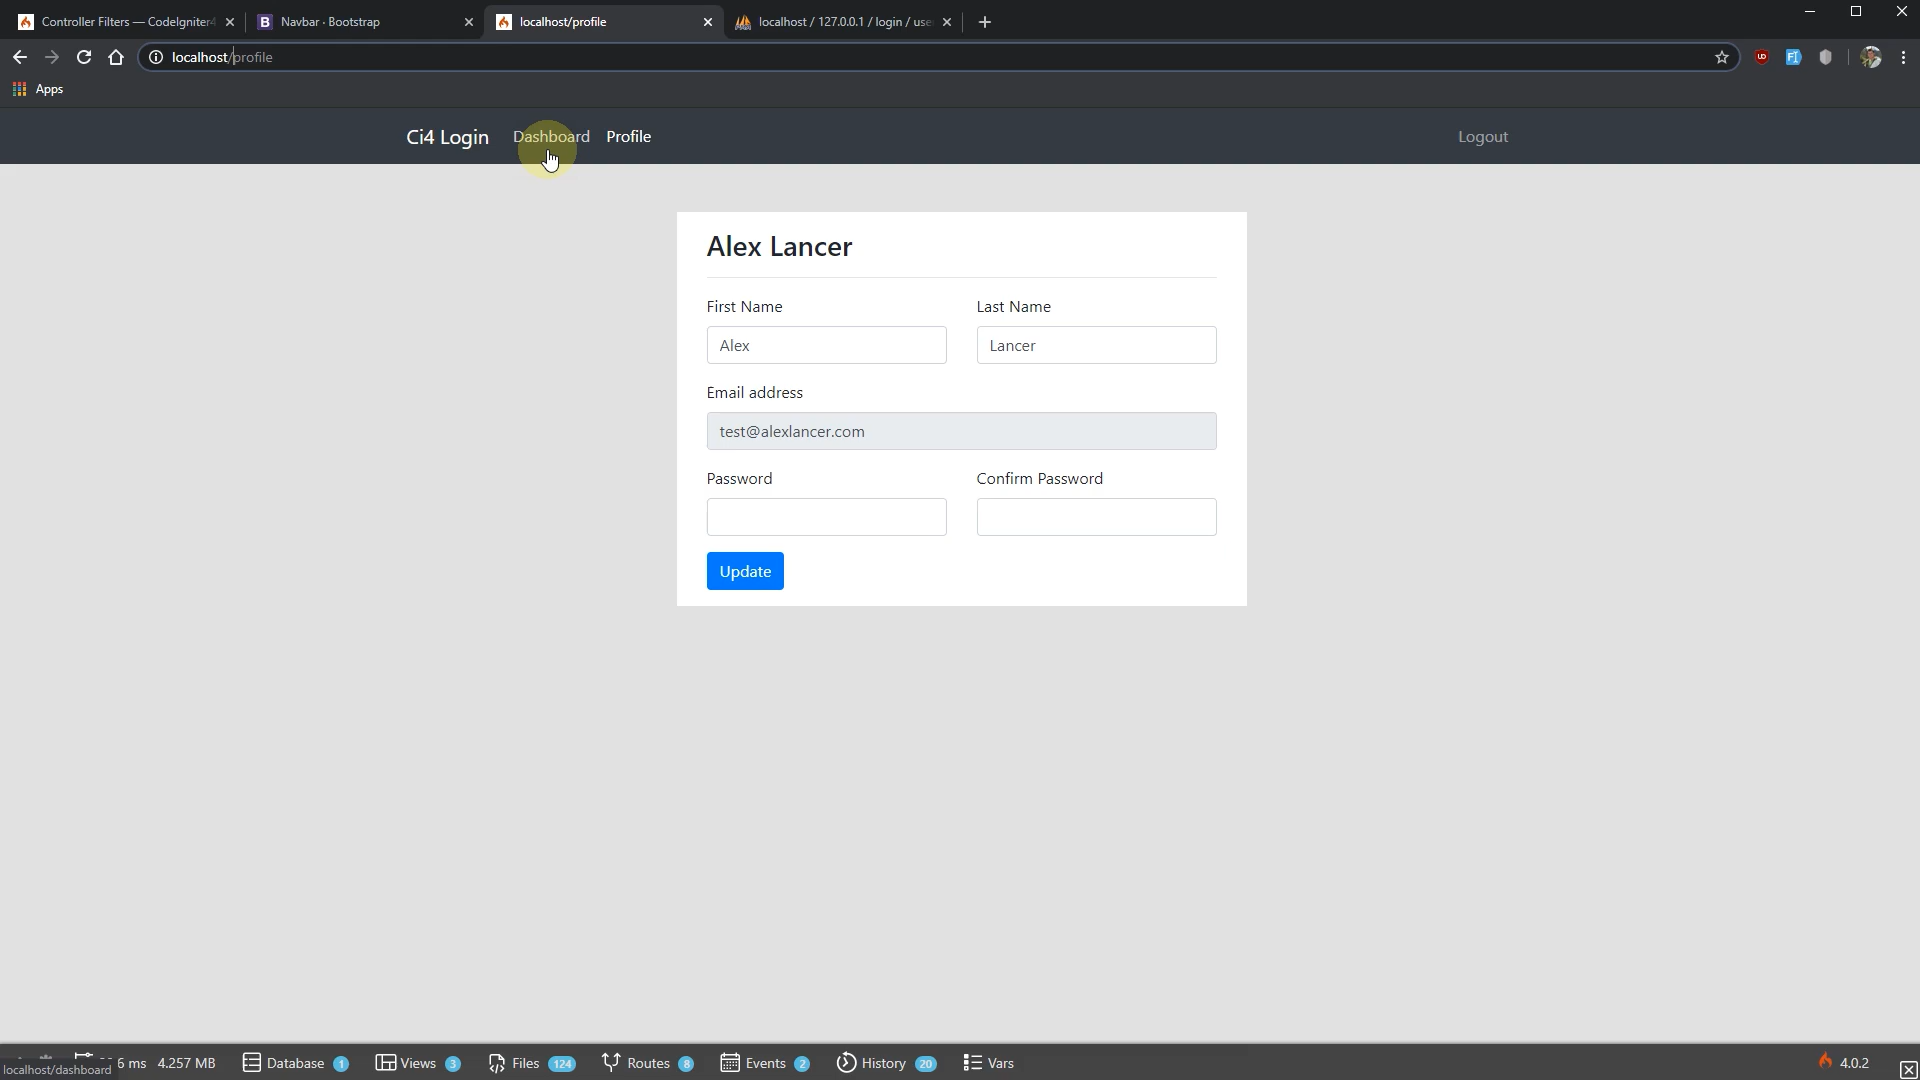 Controller Filters — CodeIgniter4
Navbar · Bootstrap
localhost/profile
localhost / 127.0.0.1 / login / use
localhost/profile
Apps
Ci4 Login
Dashboard
Profile
Logout
Alex Lancer
First Name
Last Name
Alex
Lancer
Email address
test@alexlancer.com
Password
Confirm Password
Update
6 ms
4.257 MB
Database 1
Views 3
Files 124
Routes 8
Events 2
History 20
Vars
4.0.2
localhost/dashboard